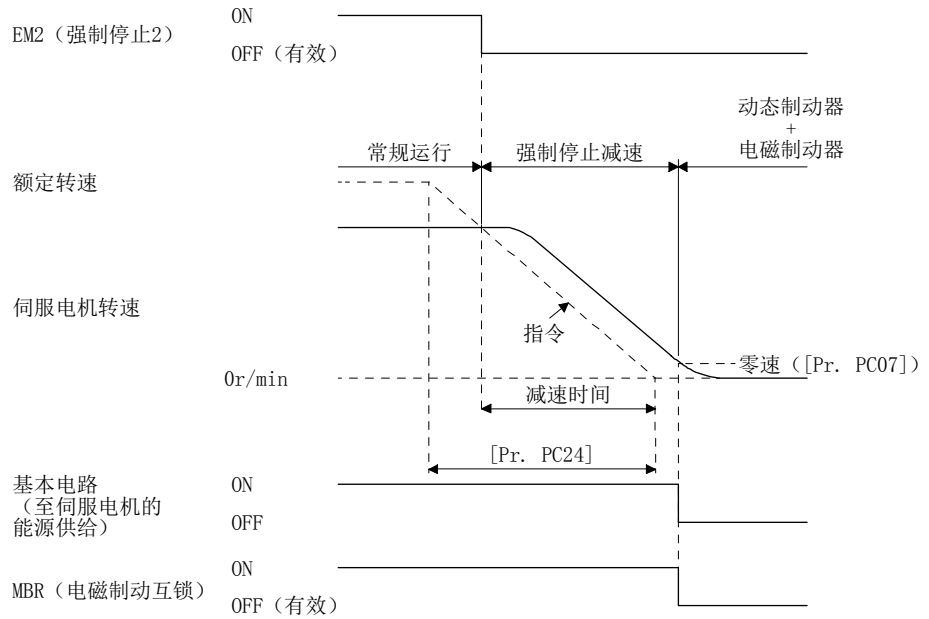 EM2（强制停止2）
ON
OFF（有效）
动态制动器
+
电磁制动器
常规运行
强制停止减速
额定转速
伺服电机转速
指令
零速（[Pr. PC07]）
0r/min
减速时间
[Pr. PC24]
基本电路
（至伺服电机的
能源供给）
ON
OFF
MBR（电磁制动互锁）
ON
OFF（有效）